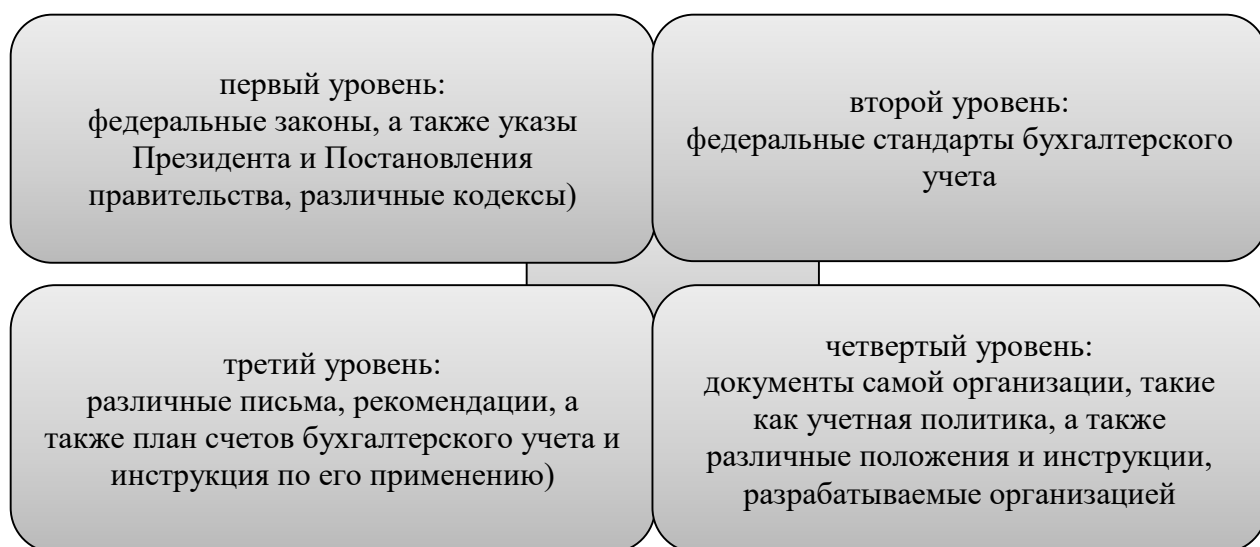 первый уровень:
федеральные законы, а также указы
Президента и Постановления
правительства, различные кодексы)
второй уровень:
федеральные стандарты бухгалтерского
учета
третий уровень:
различные письма, рекомендации, а
также план счетов бухгалтерского учета и
инструкция по его применению)
четвертый уровень:
документы самой организации, такие
как учетная политика, а также
различные положения и инструкции,
разрабатываемые организацией